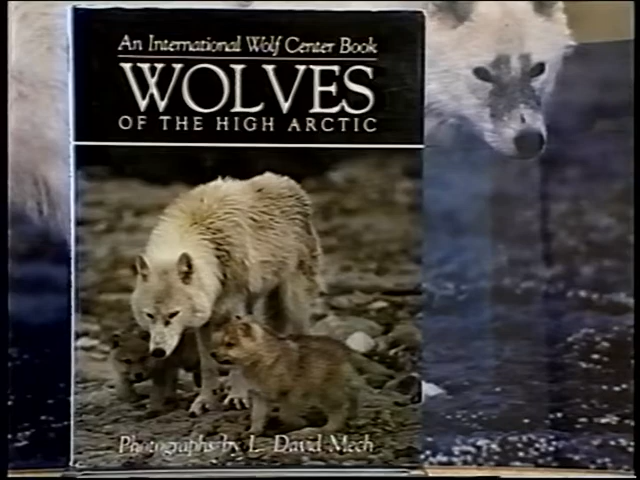 An International Wolf Center Book
WOLVES
OF THE HIGH ARCTIC
Photographs by L. David Mech